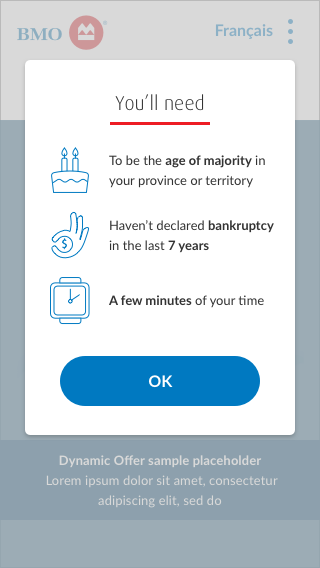 BMO
Français
You'll need
To be the age of majority in
your province or territory
$
Haven't declared bankruptcy
in the last 7 years
A few minutes of your time
OK
Dynamic Offer sample placeholder
Lorem ipsum dolor sit amet, consectetur
adipiscing elit, sed do